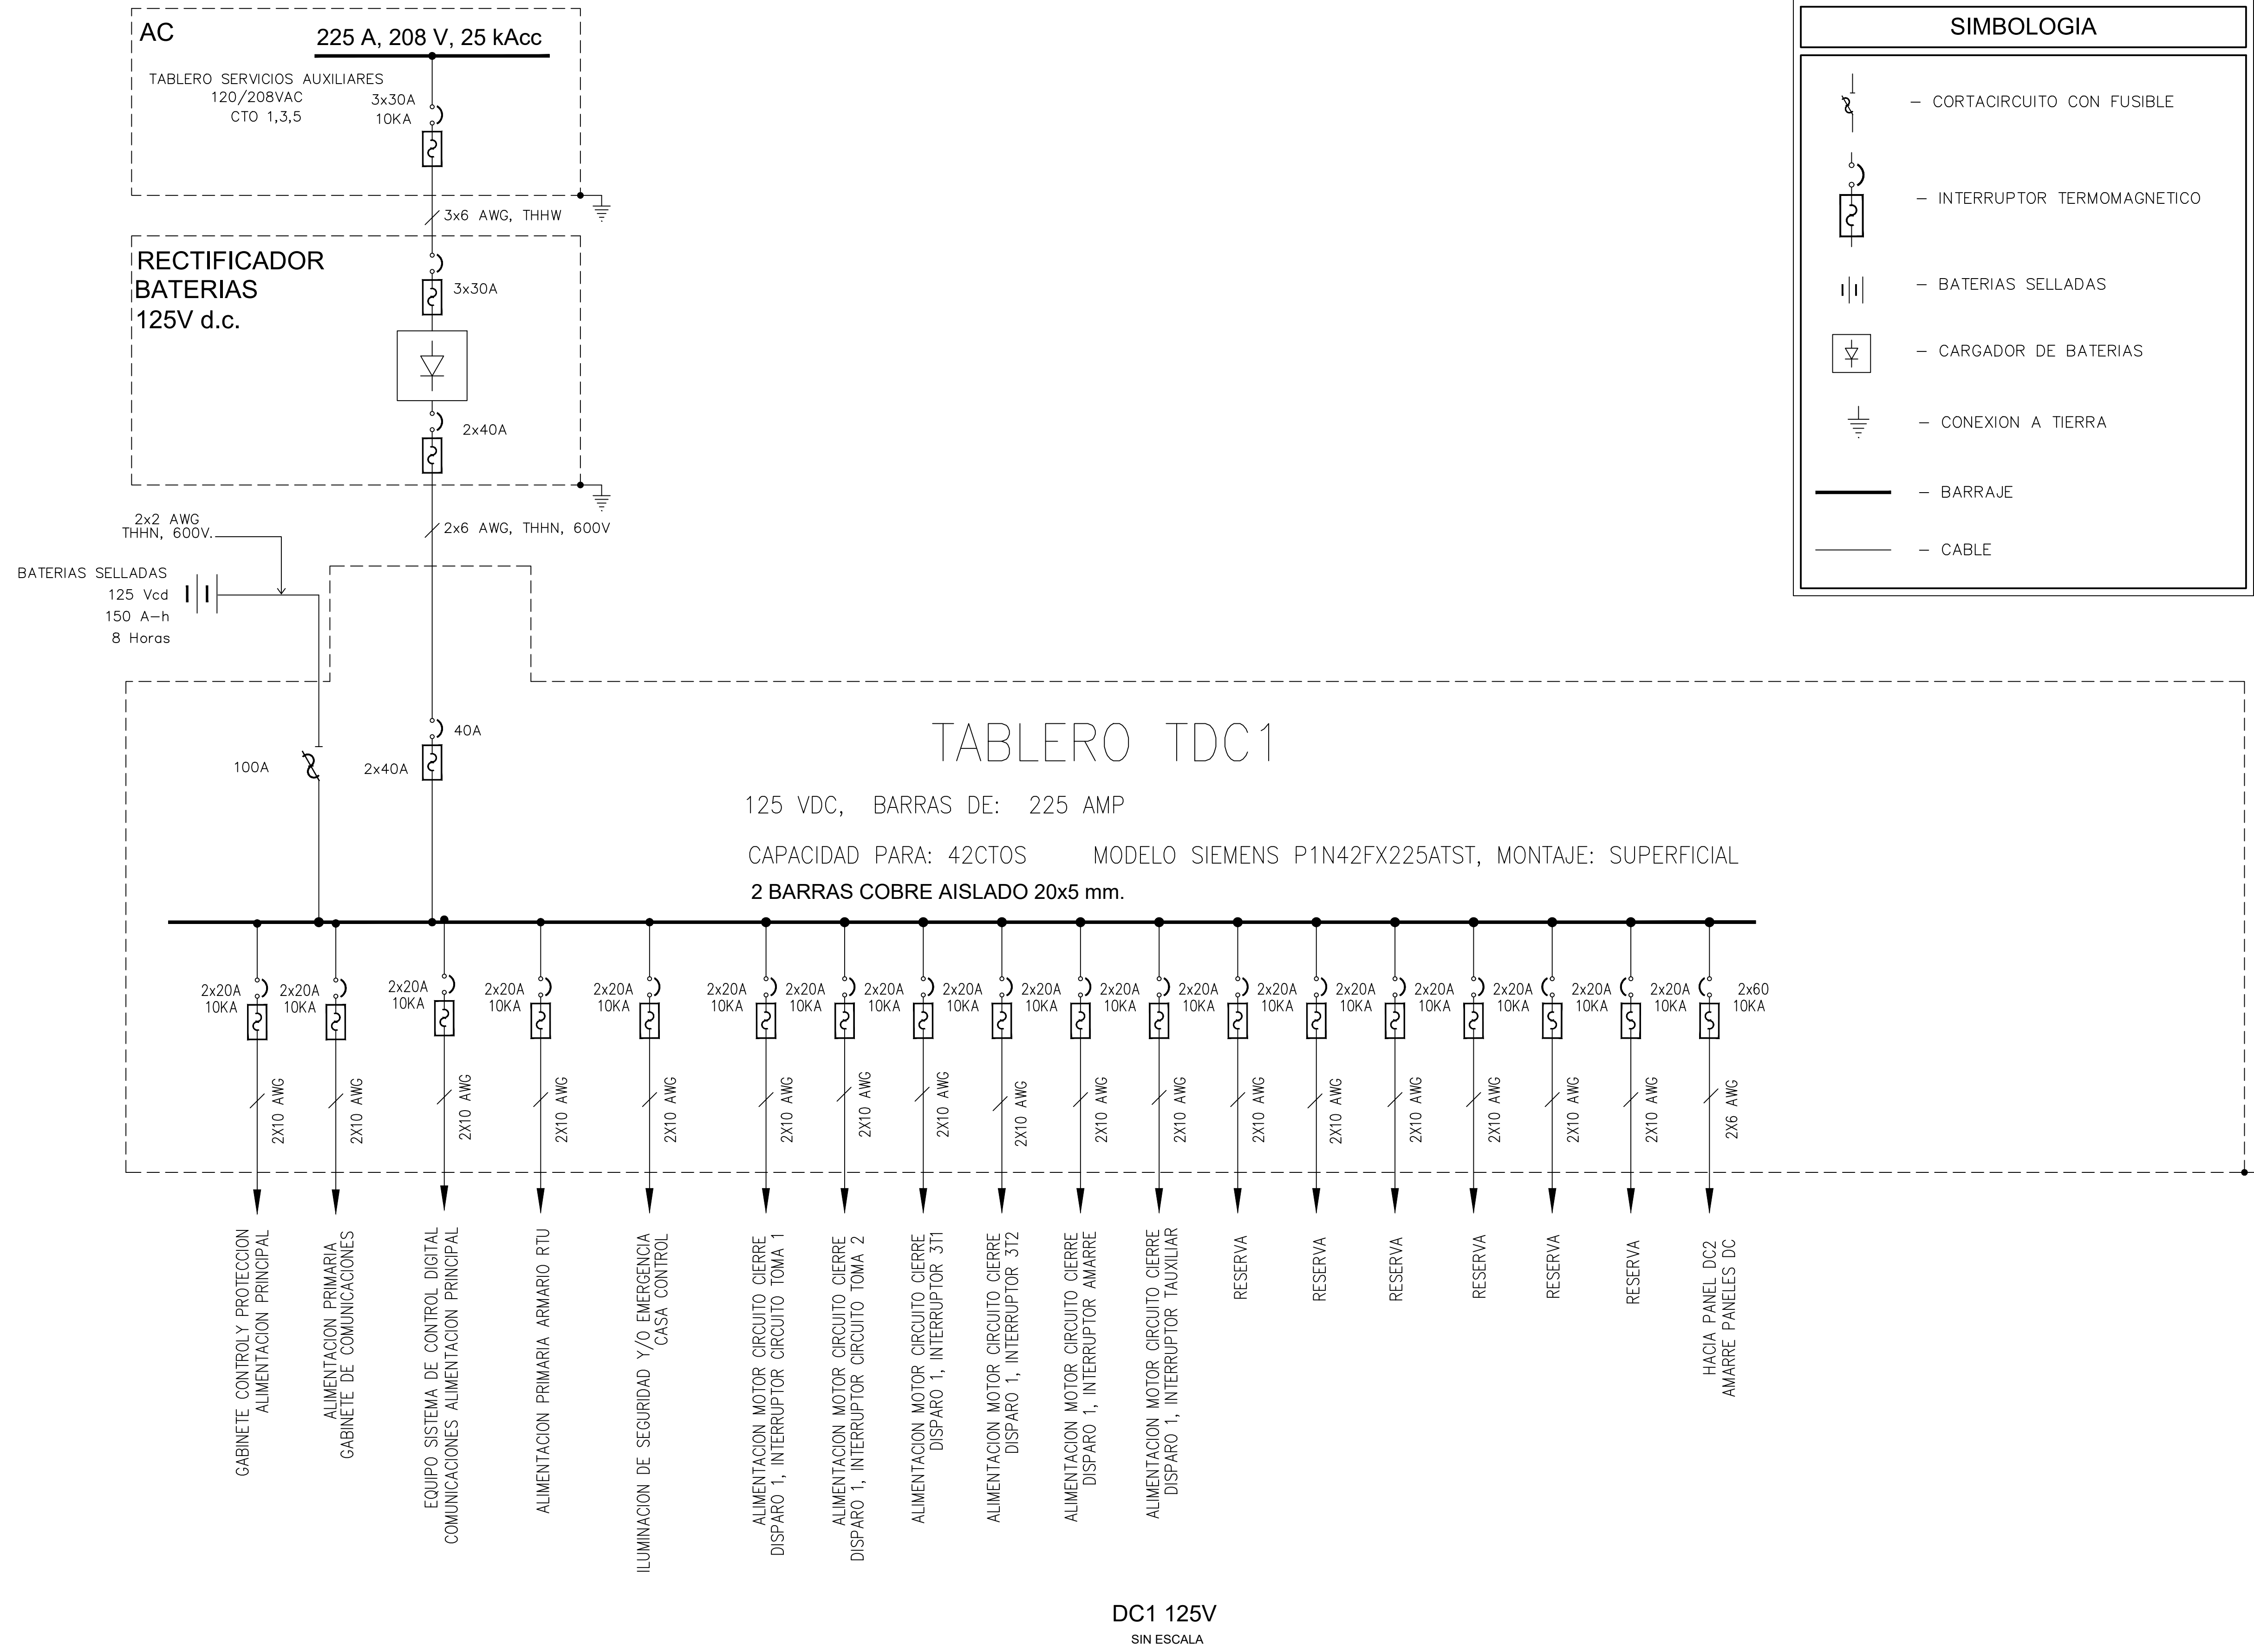 AC
225 A, 208 V, 25 kAcc
TABLERO SERVICIOS AUXILIARES
120/208VAC
CTO 1,3,5
3x30A
10KA
3x6 AWG, THHW
RECTIFICADOR
BATERIAS
125V d.c.
3x30A
2x40A
2x6 AWG, THHN, 600V
2x2 AWG
THHN, 600V.
BATERIAS SELLADAS
125 Vcd
150 A-h
8 Horas
100A
40A
2x40A
TABLERO TDC1
125 VDC, BARRAS DE: 225 AMP
CAPACIDAD PARA: 42CTOS MODELO SIEMENS P1N42FX225ATST, MONTAJE: SUPERFICIAL
2 BARRAS COBRE AISLADO 20x5 mm.
2x20A
10KA
2X10 AWG
GABINETE CONTROLY PROTECCION
ALIMENTACION PRINCIPAL
2x20A
10KA
2X10 AWG
ALIMENTACION PRIMARIA
GABINETE DE COMUNICACIONES
2x20A
10KA
2X10 AWG
EQUIPO SISTEMA DE CONTROL DIGITAL
COMUNICACIONES ALIMENTACION PRINCIPAL
2x20A
10KA
2X10 AWG
ALIMENTACION PRIMARIA ARMARIO RTU
2x20A
10KA
2X10 AWG
ILUMINACION DE SEGURIDAD Y/O EMERGENCIA
CASA CONTROL
2x20A
10KA
2X10 AWG
ALIMENTACION MOTOR CIRCUITO CIERRE
DISPARO 1, INTERRUPTOR CIRCUITO TOMA 1
2x20A
10KA
2X10 AWG
ALIMENTACION MOTOR CIRCUITO CIERRE
DISPARO 1, INTERRUPTOR CIRCUITO TOMA 2
2x20A
10KA
2X10 AWG
ALIMENTACION MOTOR CIRCUITO CIERRE
DISPARO 1, INTERRUPTOR 3T1
2x20A
10KA
2X10 AWG
ALIMENTACION MOTOR CIRCUITO CIERRE
DISPARO 1, INTERRUPTOR 3T2
2x20A
10KA
2X10 AWG
ALIMENTACION MOTOR CIRCUITO CIERRE
DISPARO 1, INTERRUPTOR AMARRE
2x20A
10KA
2X10 AWG
ALIMENTACION MOTOR CIRCUITO CIERRE
DISPARO 1, INTERRUPTOR TAUXILIAR
2x20A
10KA
2X10 AWG
RESERVA
2x20A
10KA
2X10 AWG
RESERVA
2x20A
10KA
2X10 AWG
RESERVA
2x20A
10KA
2X10 AWG
RESERVA
2x20A
10KA
2X10 AWG
RESERVA
2x20A
10KA
2X10 AWG
RESERVA
2x20A
10KA
2x60
10KA
2X6 AWG
HACIA PANEL DC2
AMARRE PANELES DC
DC1 125V
SIN ESCALA
SIMBOLOGIA
- CORTACIRCUITO CON FUSIBLE
- INTERRUPTOR TERMOMAGNETICO
- BATERIAS SELLADAS
- CARGADOR DE BATERIAS
- CONEXION A TIERRA
- BARRAJE
- CABLE